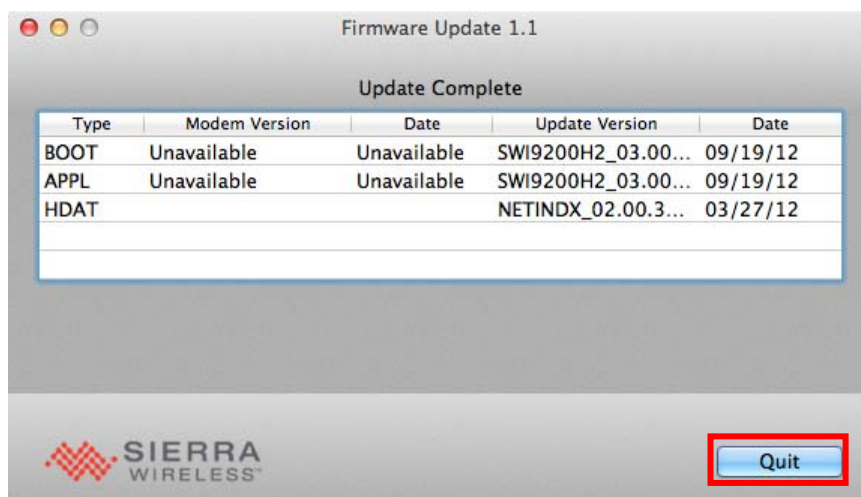 Firmware Update 1.1
Update Complete
Type Modem Version Date Update Version Date
BOOT Unavailable Unavailable SWI9200H2_03.00... 09/19/12
APPL Unavailable Unavailable SWI9200H2_03.00... 09/19/12
HDAT NETINDX_02.00.3... 03/27/12
SIERRA
WIRELESS™
Quit